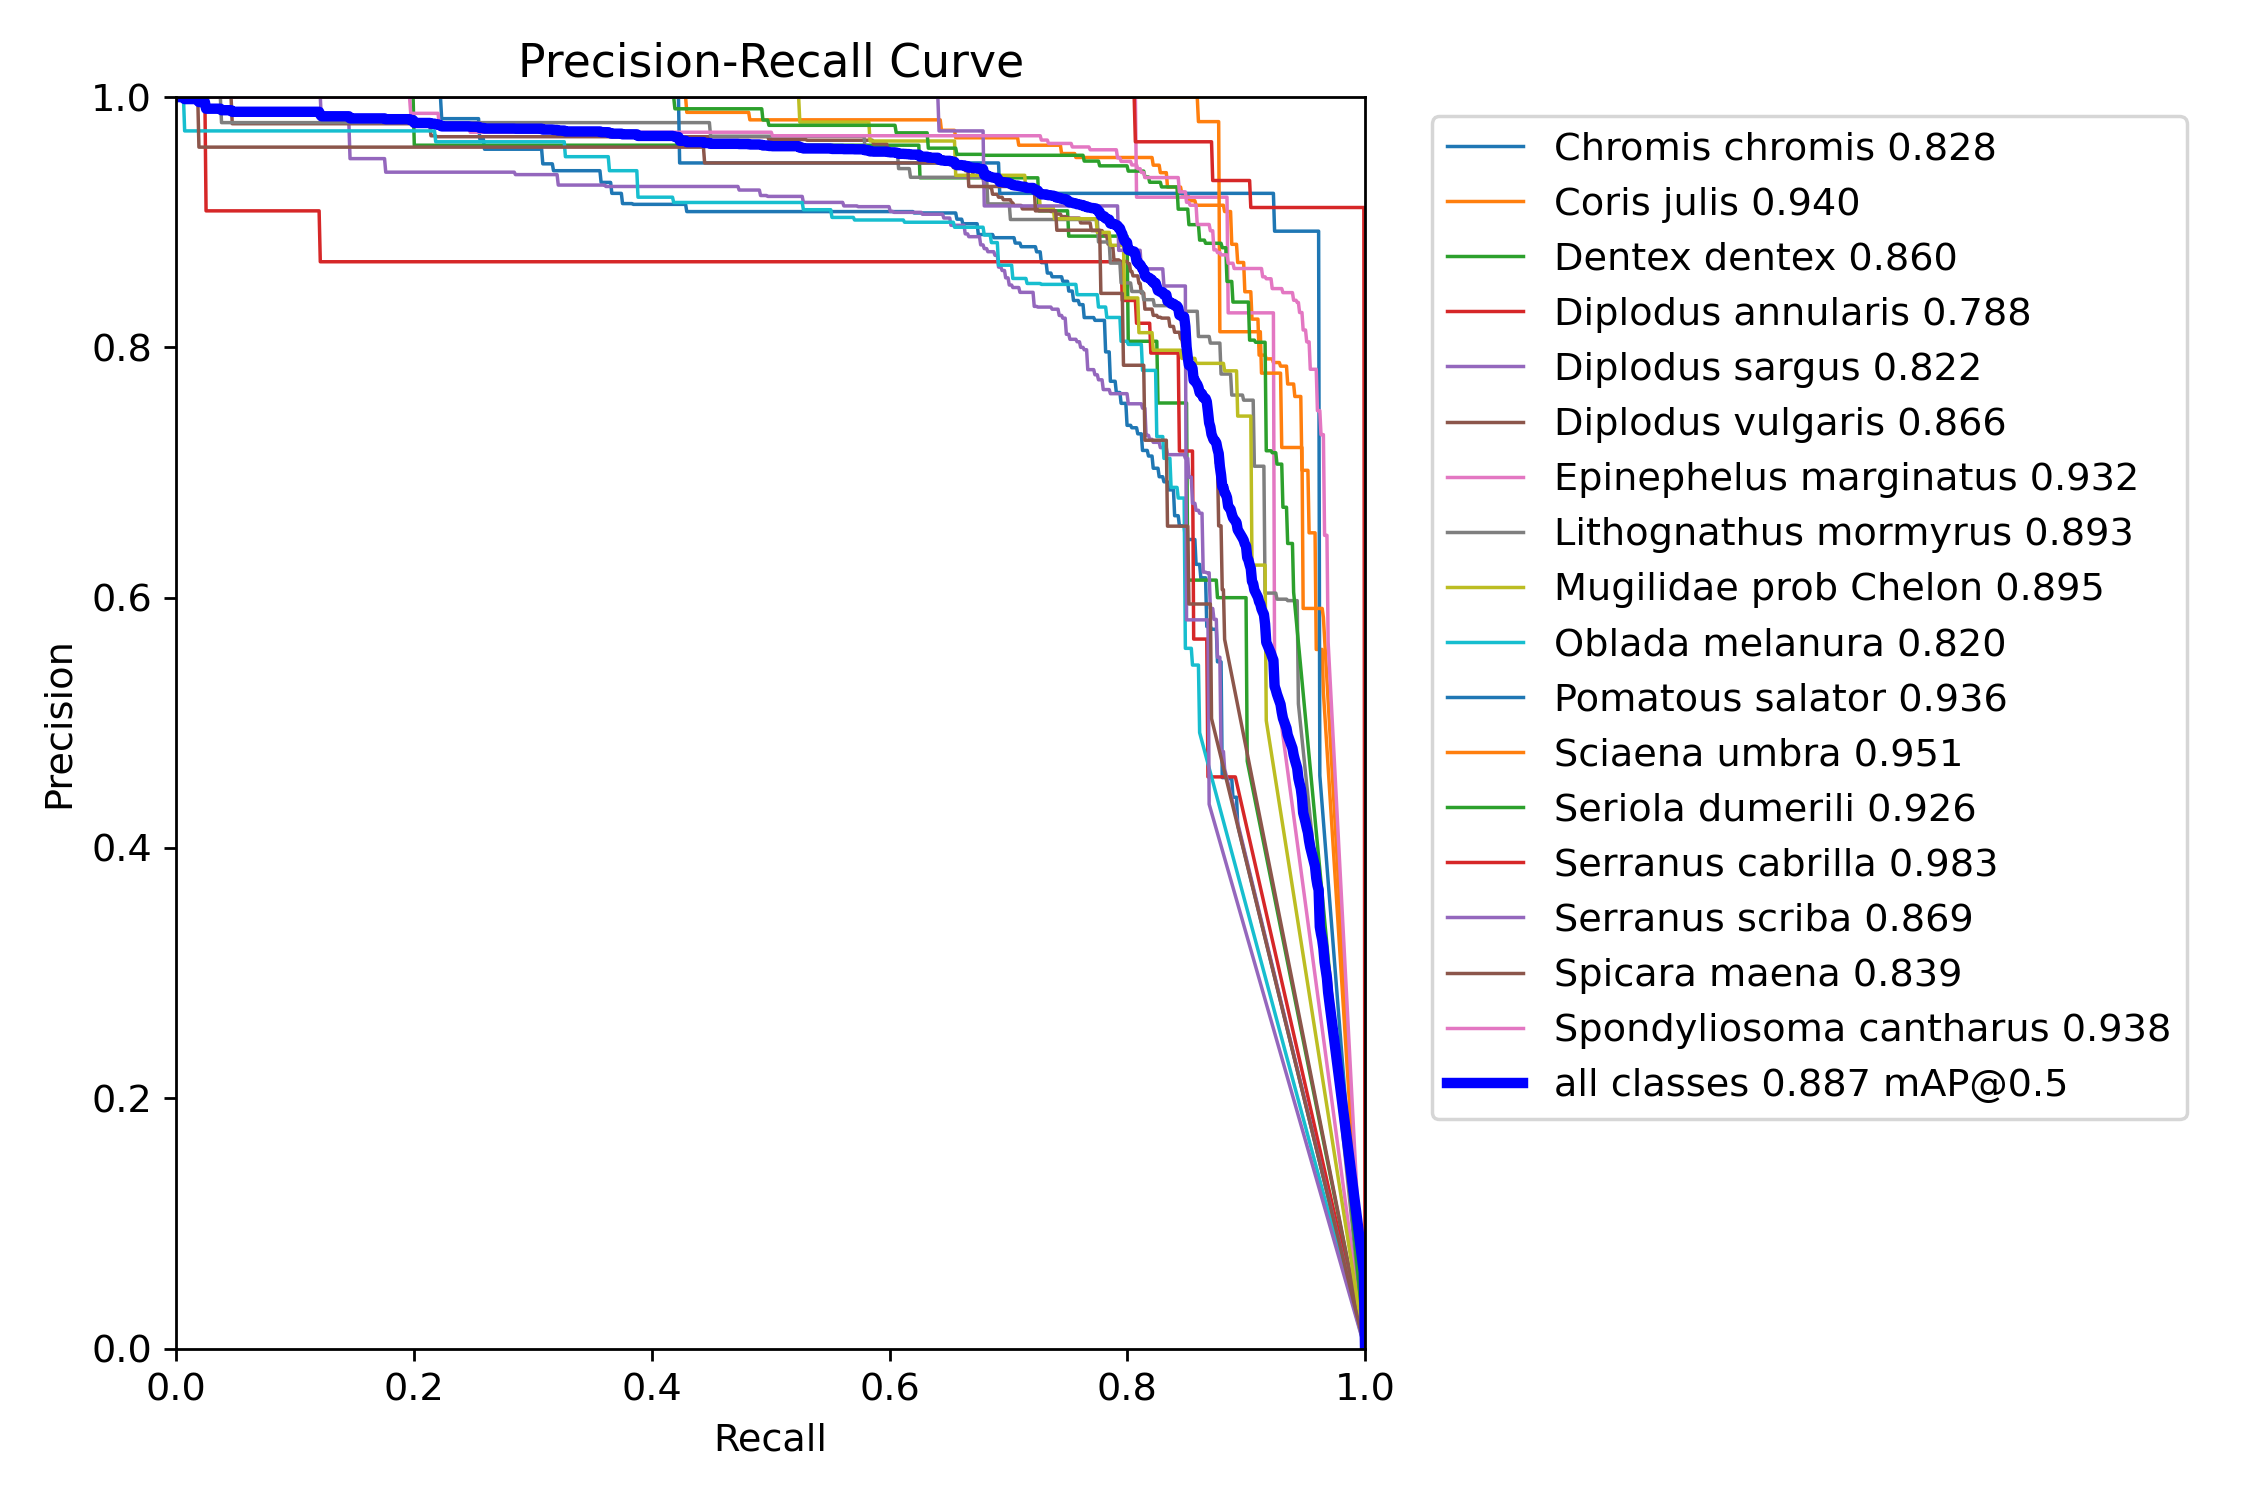 Precision-Recall Curve
1.0
0.8
0.6
0.4
0.2
0.0
Precision
0.0 0.2 0.4 0.6 0.8 1.0
Recall
Chromis chromis 0.828
Coris julis 0.940
Dentex dentex 0.860
Diplodus annularis 0.788
Diplodus sargus 0.822
Diplodus vulgaris 0.866
Epinephelus marginatus 0.932
Lithognathus mormyrus 0.893
Mugilidae prob Chelon 0.895
Oblada melanura 0.820
Pomatous salator 0.936
Sciaena umbra 0.951
Seriola dumerili 0.926
Serranus cabrilla 0.983
Serranus scriba 0.869
Spicara maena 0.839
Spondyliosoma cantharus 0.938
all classes 0.887 mAP@0.5